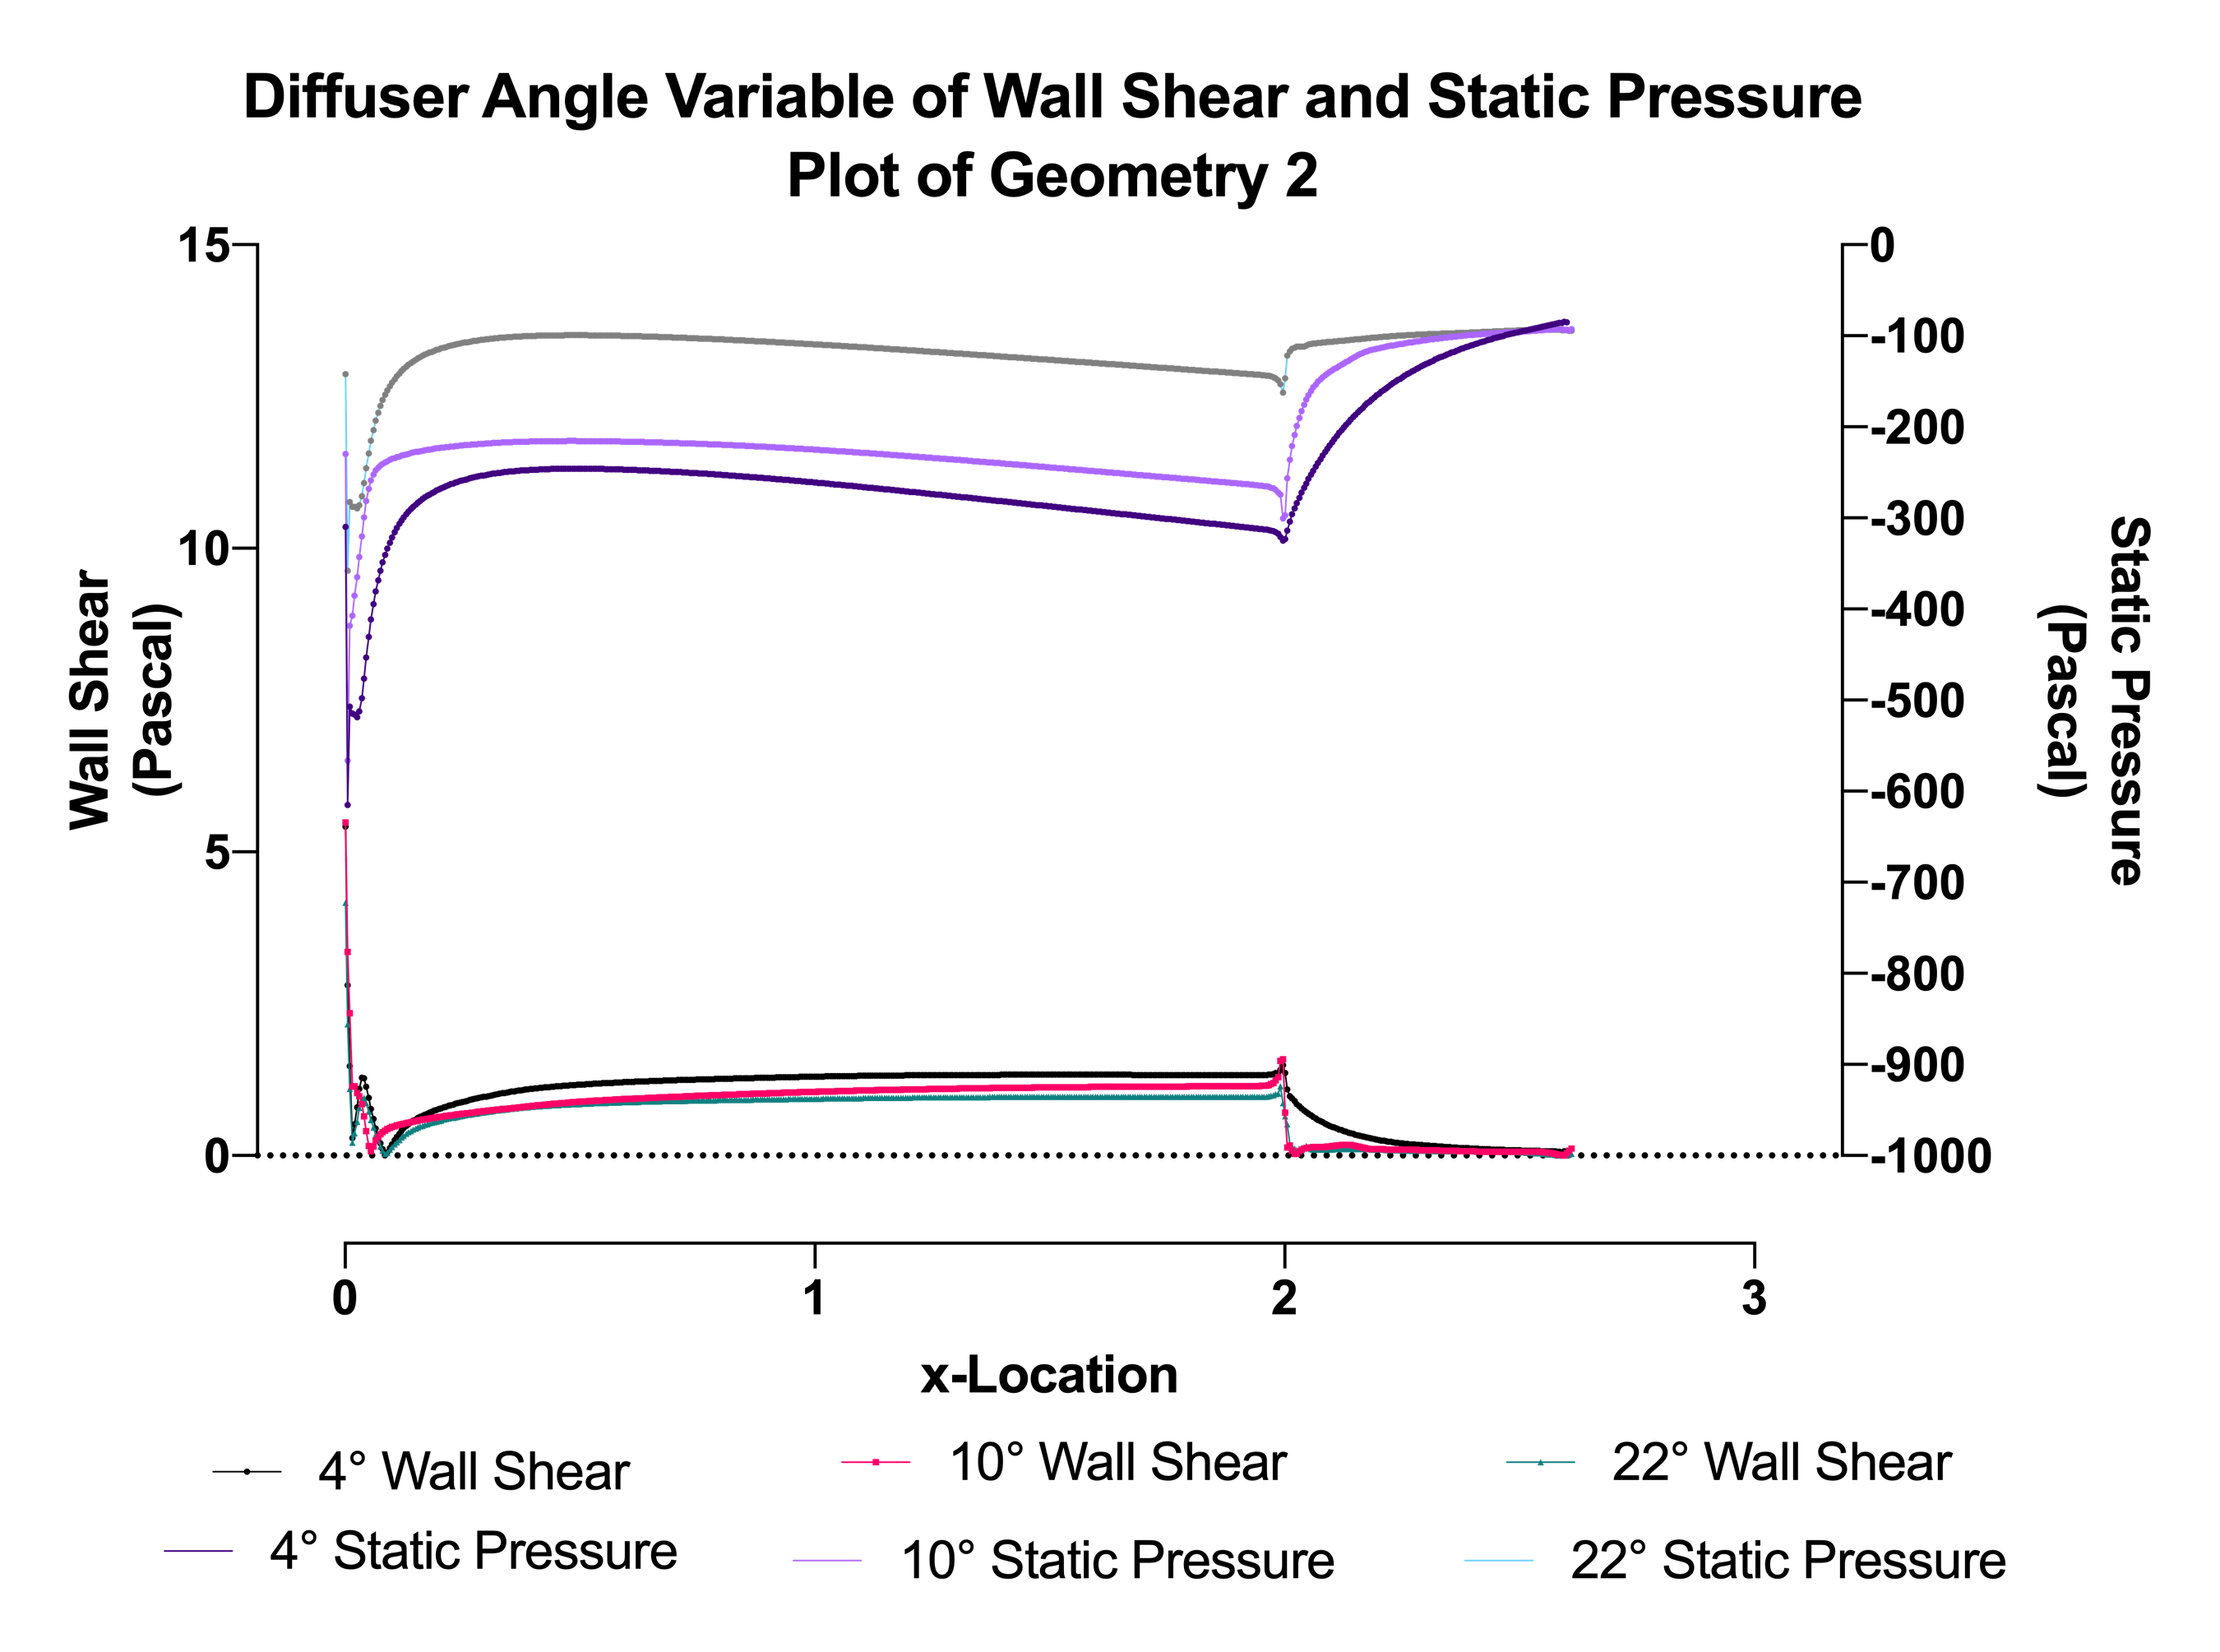 Diffuser Angle Variable of Wall Shear and Static Pressure
Plot of Geometry 2
15
10
5
0
Wall Shear
(Pascal)
0
-100
-200
-300
-400
-500
-600
-700
-800
-900
-1000
Static Pressure
(Pascal)
0 1 2 3
x-Location
4° Wall Shear 10° Wall Shear 22° Wall Shear
4° Static Pressure 10° Static Pressure 22° Static Pressure